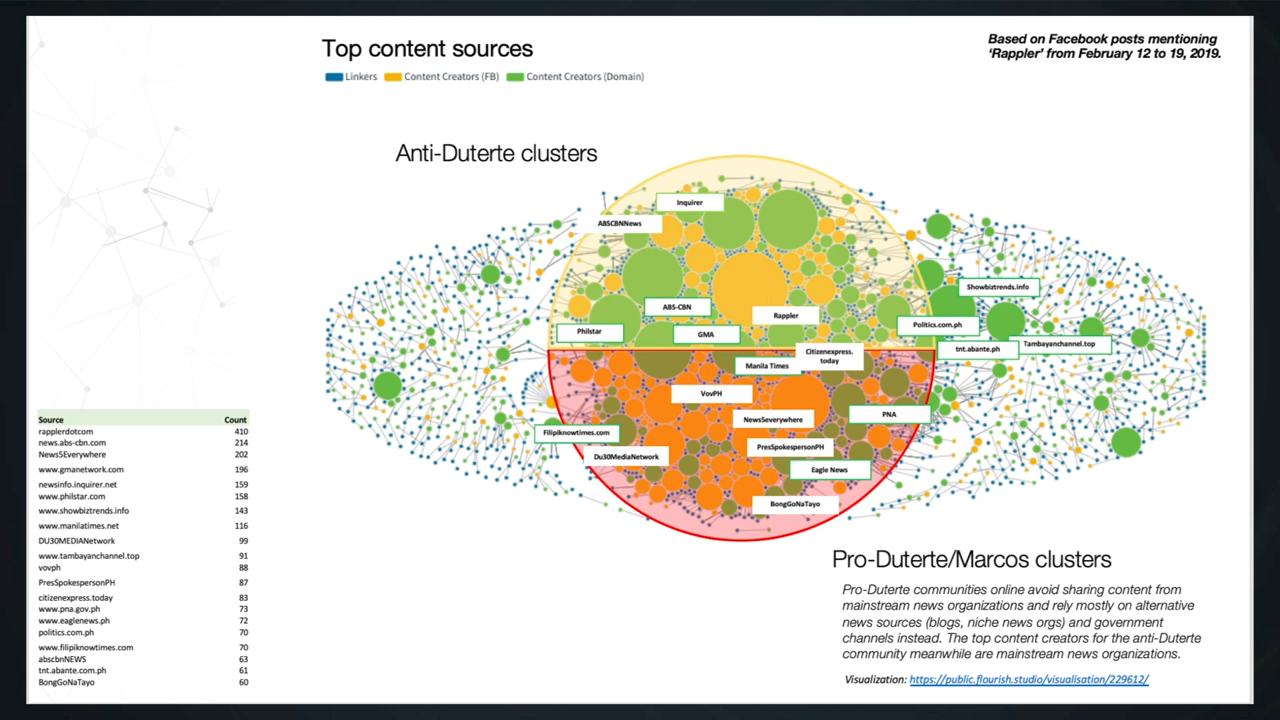 Top content sources
Based on Facebook posts mentioning
‘Rappler’ from February 12 to 19, 2019.
Linkers Content Creators (FB) Content Creators (Domain)
Anti-Duterte clusters
Inquirer
ABSCBNNews
Showbiztrends.info
ABS-CBN
Rappler
Politics.com.ph
Philstar
GMA
Tambayanchannel.top
tnt.abante.ph
Citizenexpress.
today
Manila Times
VovPH
PNA
News5everywhere
Filipiknowtimes.com
PresSpokespersonPH
Du30MediaNetwork
Eagle News
BongGoNaTayo
Source Count
rapplerdotcom 410
news.abs-cbn.com 214
News5Everywhere 202
www.gmanetwork.com 196
newsinfo.inquirer.net 159
www.philstar.com 158
www.showbiztrends.info 143
www.manilatimes.net 116
DU30MEDIANetwork 99
www.tambayanchannel.top 91
vovph 88
PresSpokespersonPH 87
citizenexpress.today 83
www.pna.gov.ph 73
www.eaglenews.ph 72
politics.com.ph 70
www.filipiknowtimes.com 70
abscbnNEWS 63
tnt.abante.com.ph 61
BongGoNaTayo 60
Pro-Duterte/Marcos clusters
Pro-Duterte communities online avoid sharing content from
mainstream news organizations and rely mostly on alternative
news sources (blogs, niche news orgs) and government
channels instead. The top content creators for the anti-Duterte
community meanwhile are mainstream news organizations.
Visualization: https://public.flourish.studio/visualisation/229612/